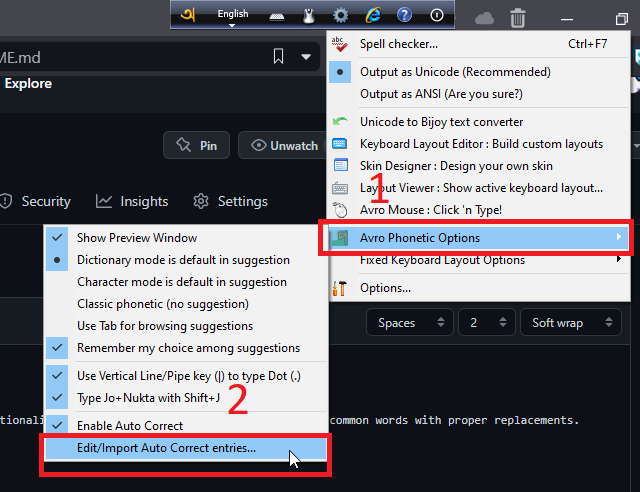 অ
English
ME.md
Explore
abc
Spell checker... Ctrl+F7
Output as Unicode (Recommended)
Output as ANSI (Are you sure?)
Unicode to Bijoy text converter
Pin
Unwatch
Keyboard Layout Editor : Build custom layouts
Skin Designer : Design your own skin
1
Layout Viewer : Show active keyboard layout...
Security
Insights
Settings
Avro Mouse : Click 'n Type!
Avro Phonetic Options
Fixed Keyboard Layout Options
Options...
Show Preview Window
Dictionary mode is default in suggestion
Character mode is default in suggestion
Classic phonetic (no suggestion)
Use Tab for browsing suggestions
Remember my choice among suggestions
Spaces
2
Soft wrap
Use Vertical Line/Pipe key (|) to type Dot (.)
Type Jo+Nukta with Shift+J
2
Enable Auto Correct
common words with proper replacements.
Edit/Import Auto Correct entries...